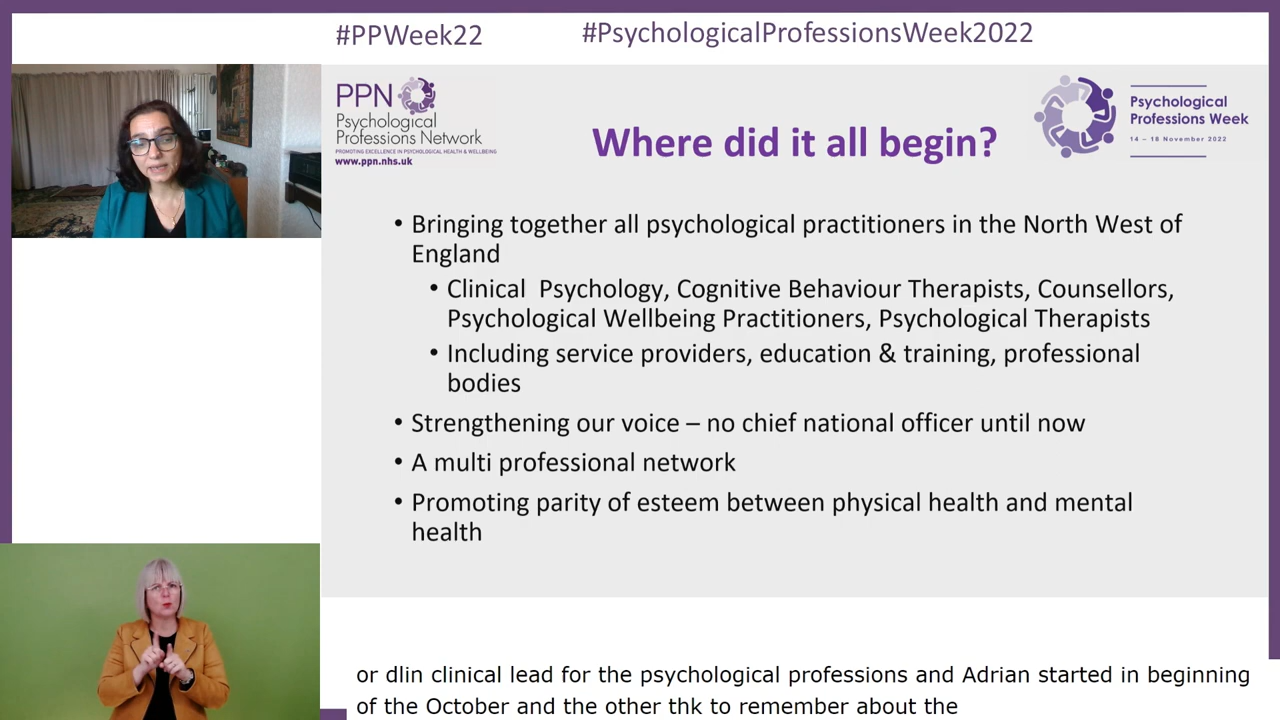 #PPWeek22
#PsychologicalProfessionsWeek2022
PPN
Psychological
Professions Network
PROMOTING EXCELLENCE IN PSYCHOLOGICAL HEALTH & WELLBEING
www.ppn.nhs.uk
Where did it all begin?
Psychological
Professions Week
14 – 18 November 2022
• Bringing together all psychological practitioners in the North West of
England
• Clinical  Psychology, Cognitive Behaviour Therapists, Counsellors,
Psychological Wellbeing Practitioners, Psychological Therapists
• Including service providers, education & training, professional
bodies
• Strengthening our voice – no chief national officer until now
• A multi professional network
• Promoting parity of esteem between physical health and mental
health
or dlin clinical lead for the psychological professions and Adrian started in beginning
of the October and the other thk to remember about the